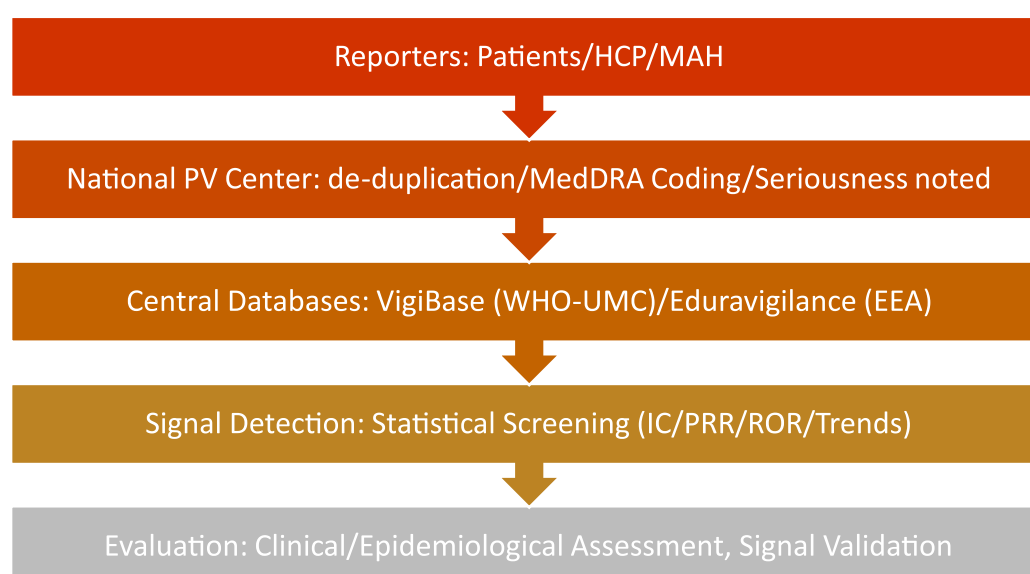 Reporters: Patients/HCP/MAH
National PV Center: de-duplication/MedDRA Coding/Seriousness noted
Central Databases: VigiBase (WHO-UMC)/Eduravigilance (EEA)
Signal Detection: Statistical Screening (IC/PRR/ROR/Trends)
Evaluation: Clinical/Epidemiological Assessment, Signal Validation